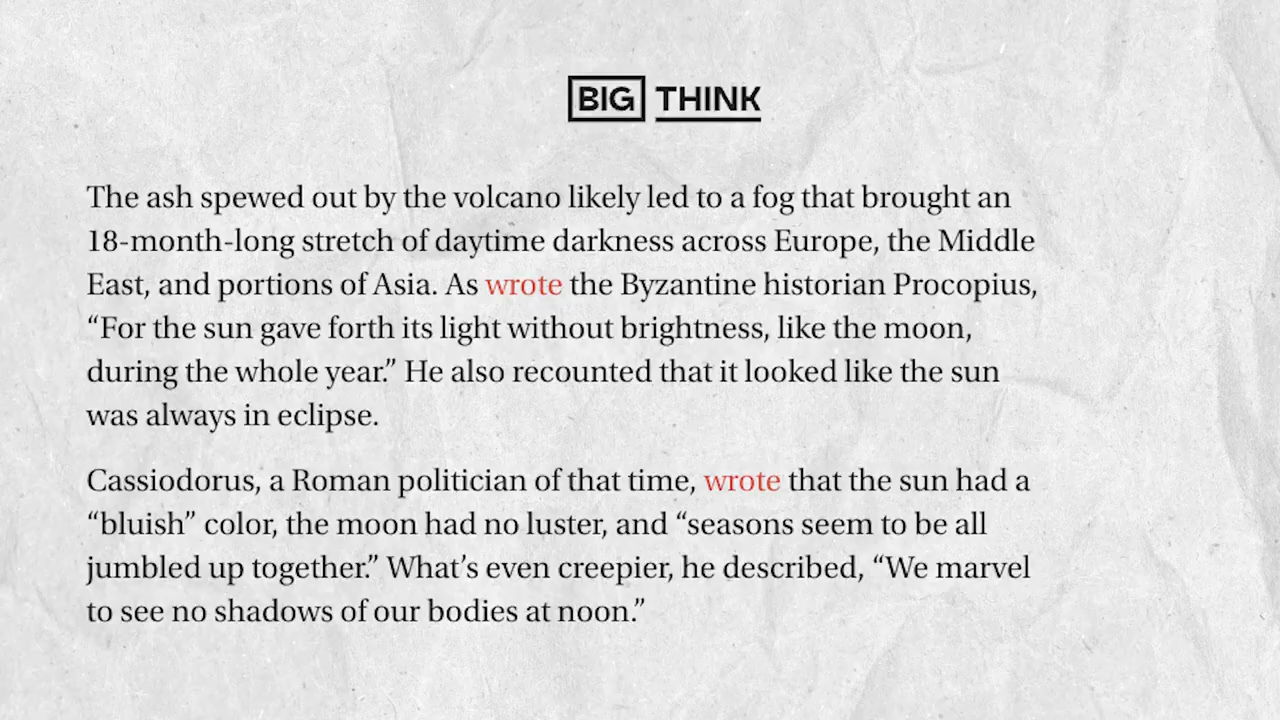 BIG THINK
The ash spewed out by the volcano likely led to a fog that brought an
18-month-long stretch of daytime darkness across Europe, the Middle
East, and portions of Asia. As wrote the Byzantine historian Procopius,
“For the sun gave forth its light without brightness, like the moon,
during the whole year.” He also recounted that it looked like the sun
was always in eclipse.
Cassiodorus, a Roman politician of that time, wrote that the sun had a
“bluish” color, the moon had no luster, and “seasons seem to be all
jumbled up together.” What’s even creepier, he described, “We marvel
to see no shadows of our bodies at noon.”